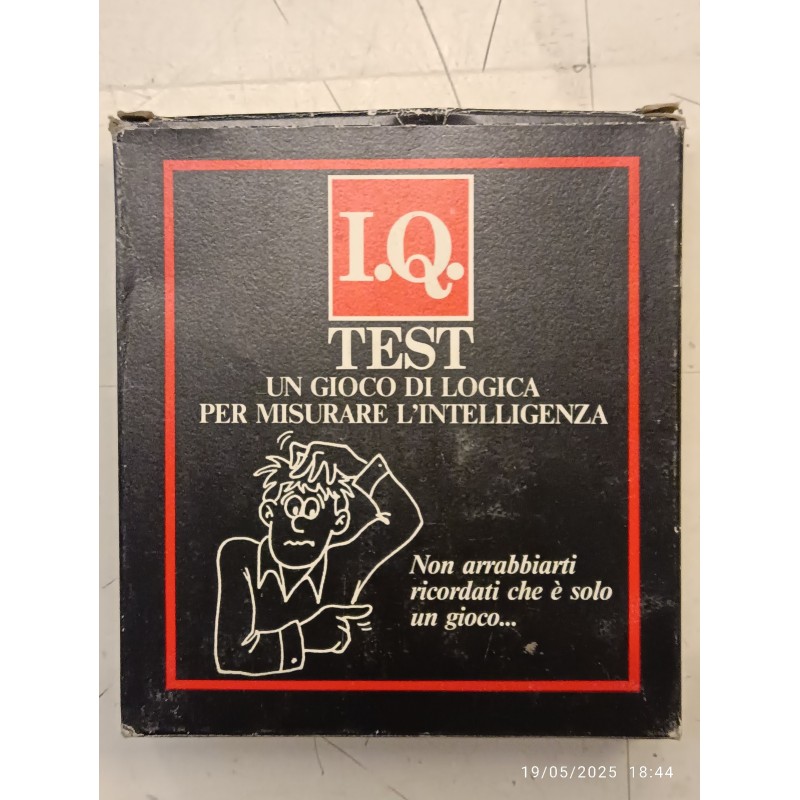 I.Q.
TEST
UN GIOCO DI LOGICA
PER MISURARE L'INTELLIGENZA
Non arrabbiarti
ricordati che è solo
un gioco...
19/05/2025 18:44